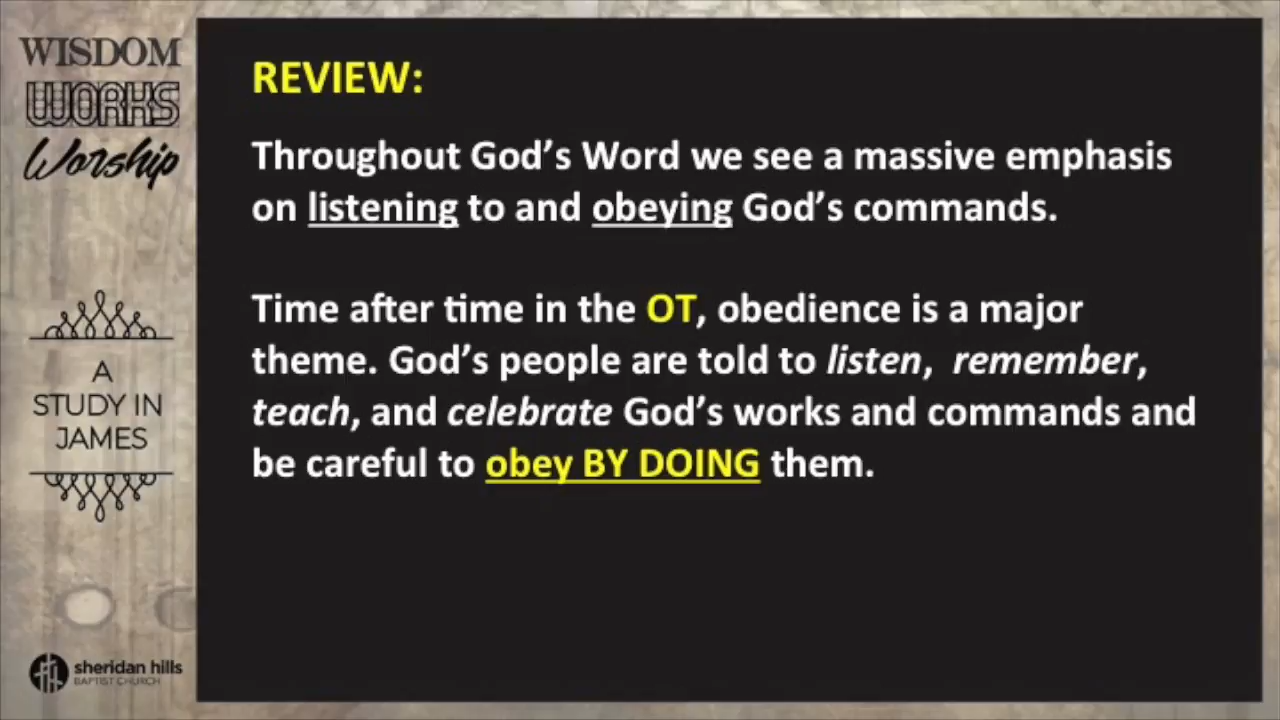 WISDOM
WORKS
Worship
A
STUDY IN
JAMES
sheridan hills
BAPTIST CHURCH
REVIEW:
Throughout God’s Word we see a massive emphasis
on listening to and obeying God’s commands.
Time after time in the OT, obedience is a major
theme. God’s people are told to listen, remember,
teach, and celebrate God’s works and commands and
be careful to obey BY DOING them.